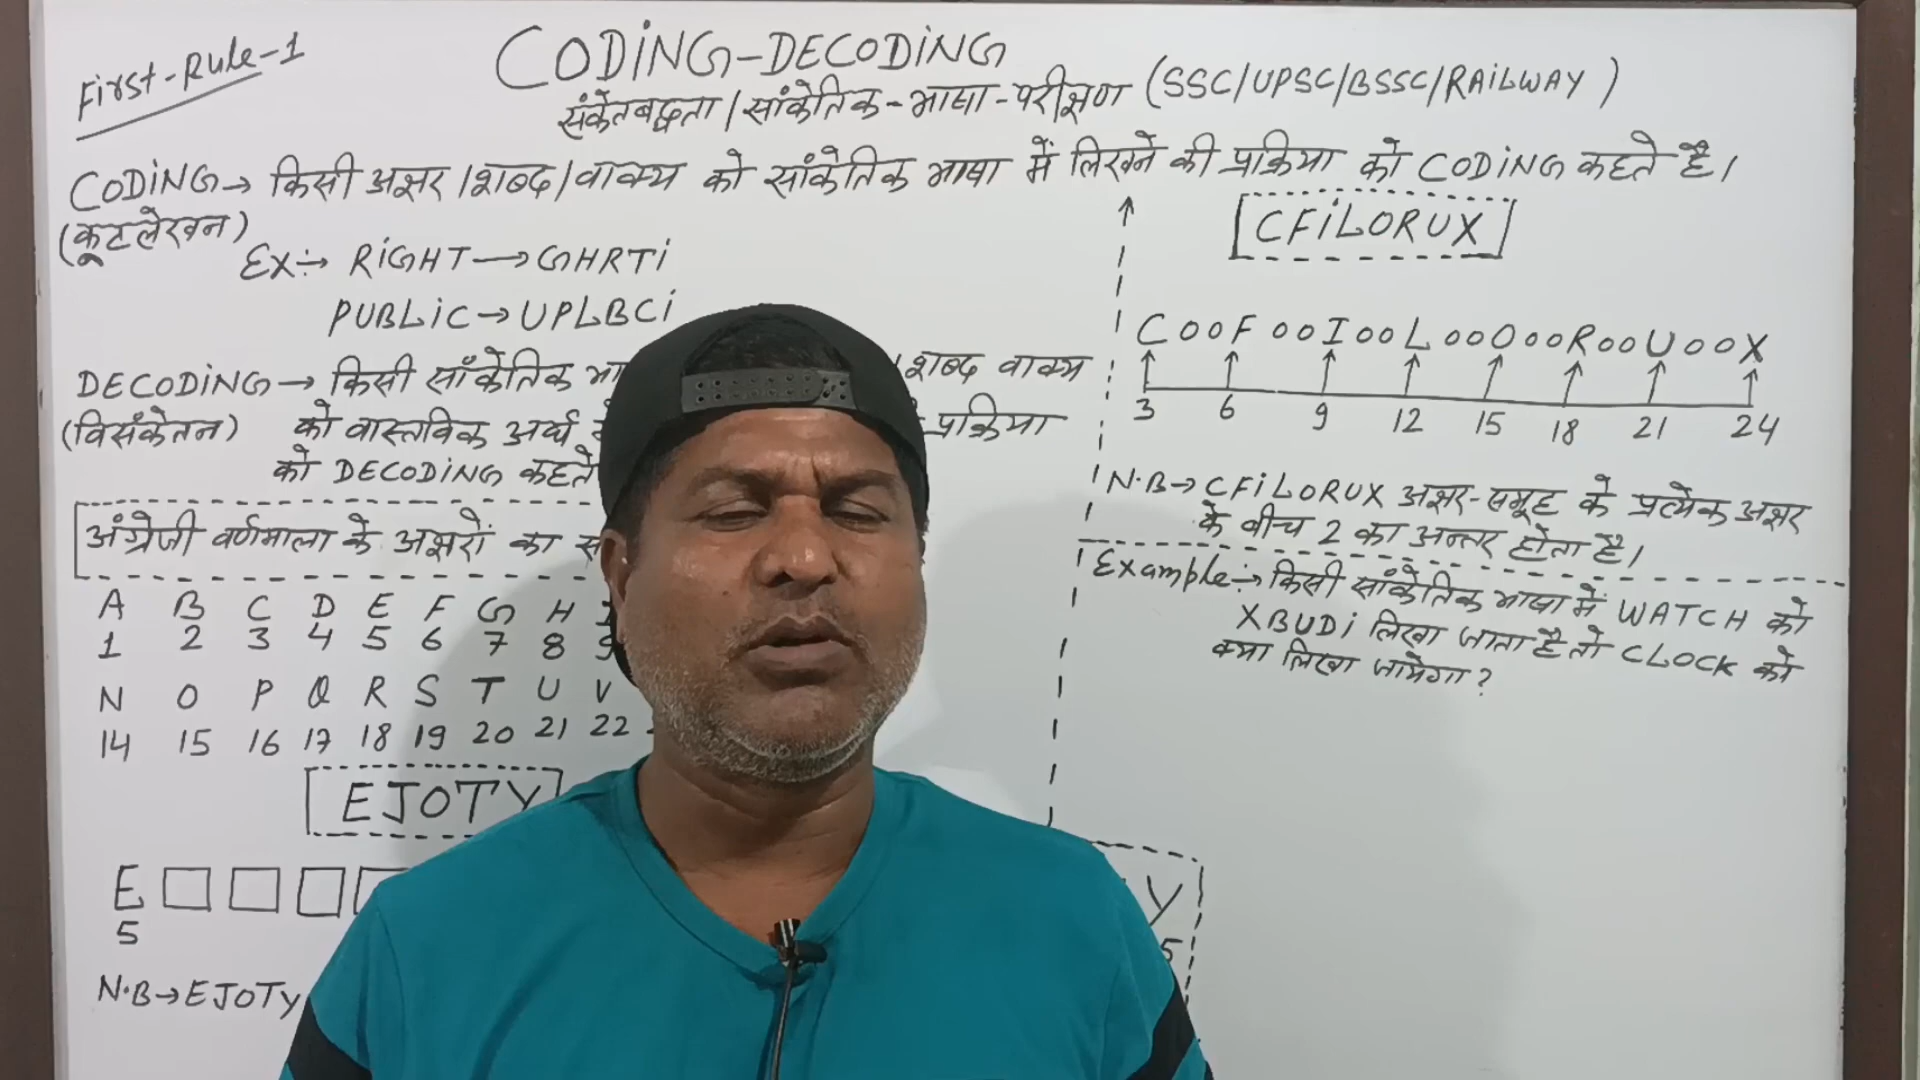 First-Rule-1
CODiNG-DECODiNG
संकेतबद्धता/सांकेतिक-भाषा-परीक्षण (SSC/UPSC/BSSC/RAiLWAY)
CODiNG→ किसी अक्षर/शब्द/वाक्य को सांकेतिक भाषा में लिखने की प्रक्रिया को CODiNG कहते है।
(कूटलेखन)
Ex:→ RiGHT→GHRTi
PUBLiC→UPLBCi
DECODiNG→ किसी सांकेतिक शब्द वाक्य
(विसंकेतन) को वास्तविक अर्थ प्रक्रिया
को DECODiNG कहते
अंग्रेजी वर्णमाला के अक्षरों का
A B C D E F G H
1 2 3 4 5 6 7 8 9
N O P Q R S T U V
14 15 16 17 18 19 20 21 22
EJOTY
E
5
N.B→EJOTY
CFiLORUX
C O O F O O I O O L O O O O O R O O U O O X
3 6 9 12 15 18 21 24
N.B→ CFiLORUX अक्षर-समूह के प्रत्येक अक्षर
के बीच 2 का अन्तर होता है।
Example:→ किसी सांकेतिक भाषा में WATCH को
XBUDi लिखा जाता है तो CLOCK को
क्या लिखा जायेगा?
Y
5